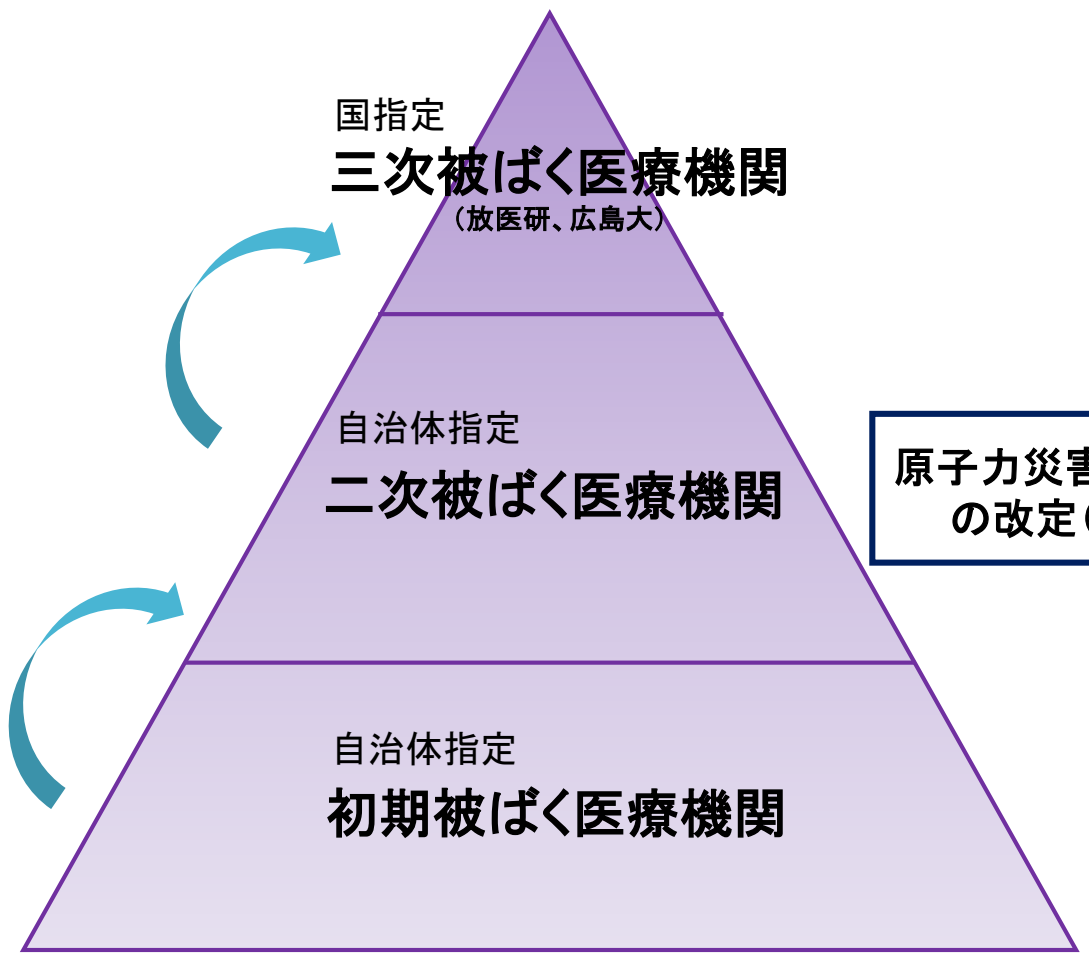 国指定
三次被ばく医療機関
（放医研、広島大）
自治体指定
二次被ばく医療機関
原子力災害
の改定（
自治体指定
初期被ばく医療機関